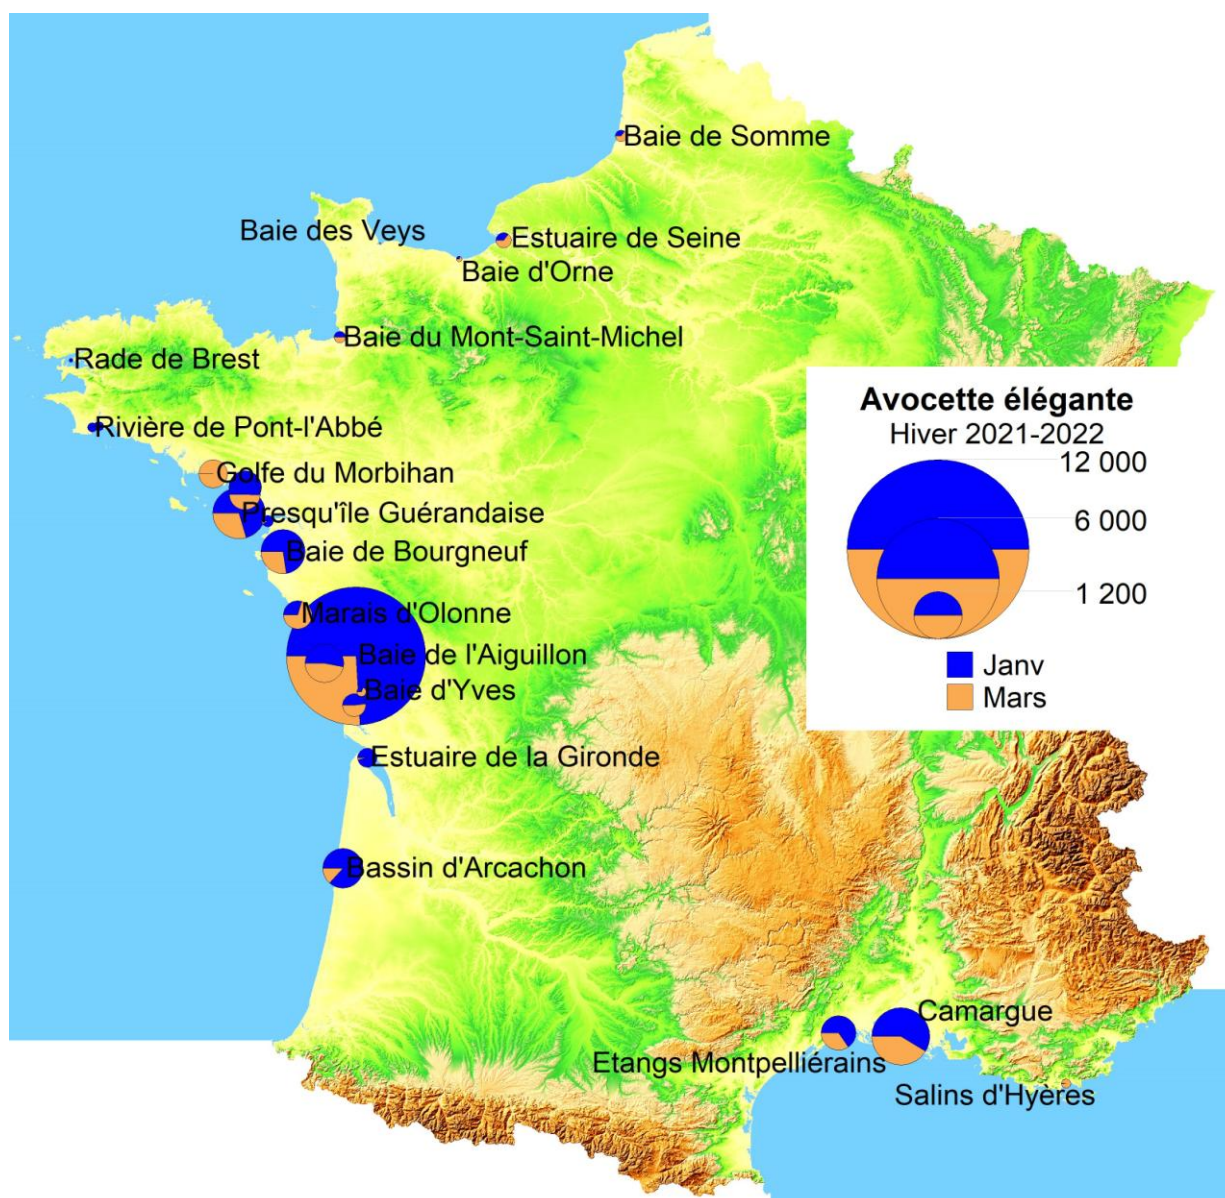 Baie de Somme
Baie des Veys
Estuaire de Seine
Baie d'Orne
Baie du Mont-Saint-Michel
Rade de Brest
Rivière de Pont-l'Abbé
Golfe du Morbihan
Presqu'île Guérandaise
Baie de Bourgneuf
Marais d'Olonne
Baie de l'Aiguillon
Baie d'Yves
Estuaire de la Gironde
Bassin d'Arcachon
Camargue
Etangs Montpelliérains
Salins d'Hyères
Avocette élégante
Hiver 2021-2022
12 000
6 000
1 200
Janv
Mars